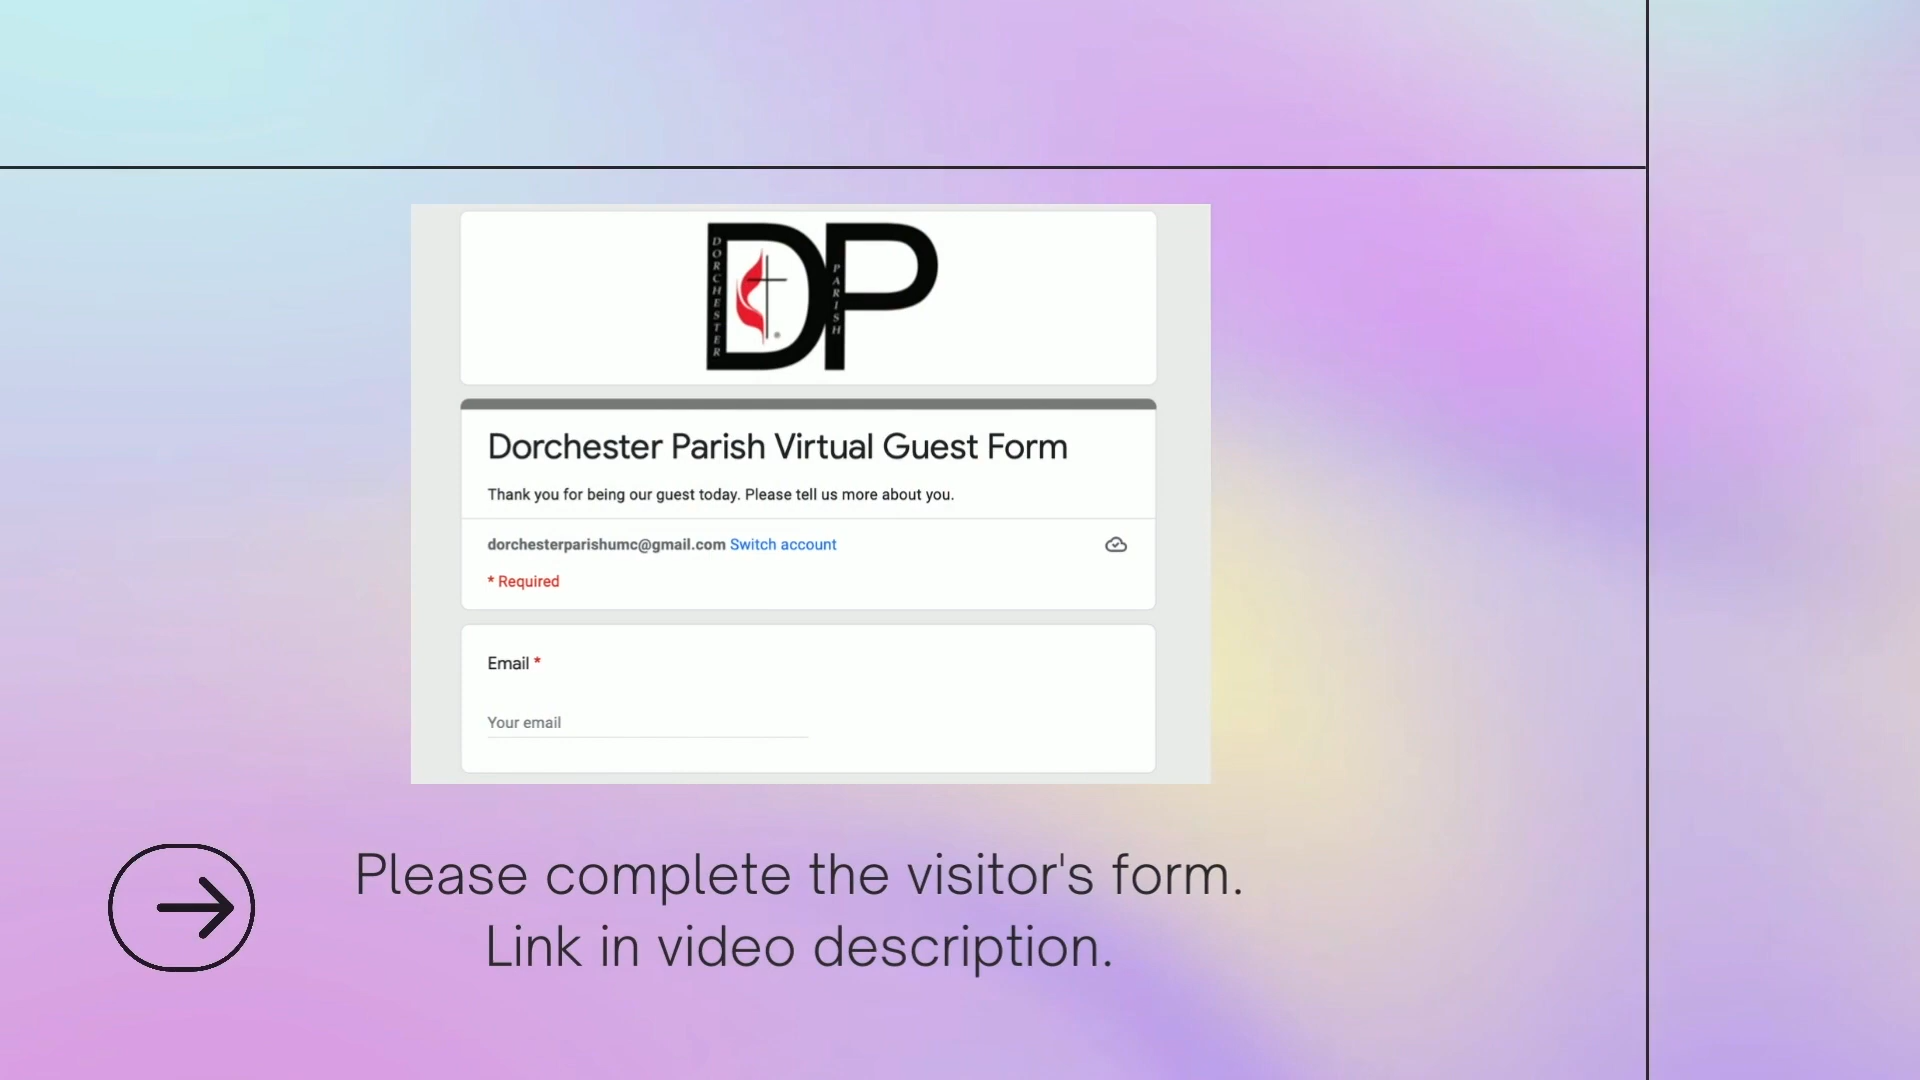 DORCHESTER
DP
PARISH
®
Dorchester Parish Virtual Guest Form
Thank you for being our guest today. Please tell us more about you.
dorchesterparishumc@gmail.com Switch account
* Required
Email *
Your email
Please complete the visitor's form.
Link in video description.